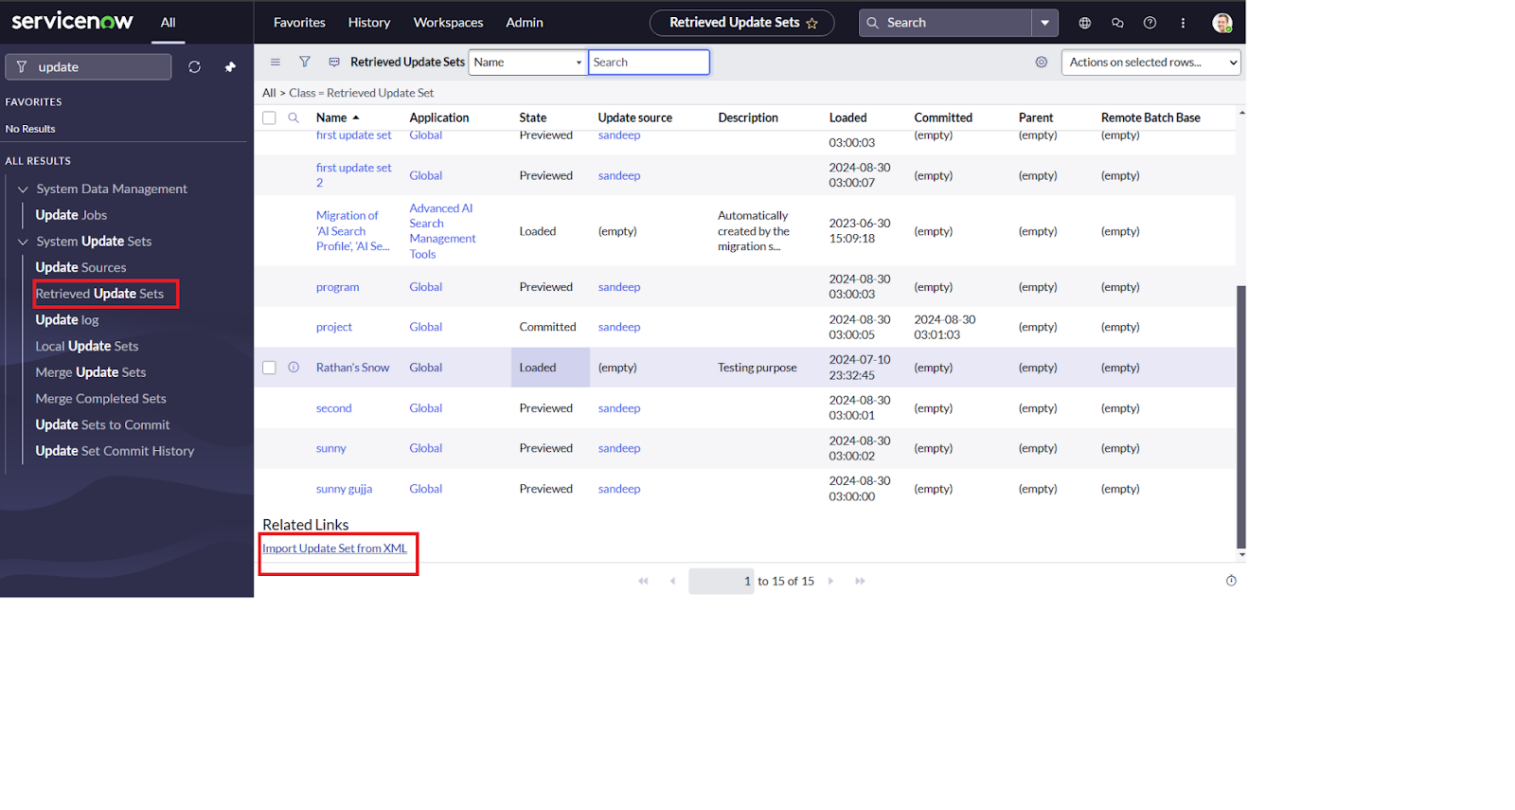 servicenow All Favorites History Workspaces Admin Retrieved Update Sets Search
update
FAVORITES
No Results
ALL RESULTS
System Data Management
Update Jobs
System Update Sets
Update Sources
Retrieved Update Sets
Update log
Local Update Sets
Merge Update Sets
Merge Completed Sets
Update Sets to Commit
Update Set Commit History
Retrieved Update Sets Name Search Actions on selected rows...
All > Class = Retrieved Update Set
Name Application State Update source Description Loaded Committed Parent Remote Batch Base
first update set Global Previewed sandeep 03:00:03 (empty) (empty) (empty)
first update set 2 Global Previewed sandeep 2024-08-30 03:00:07 (empty) (empty) (empty)
Migration of 'AI Search Profile', 'AI Se... Advanced AI Search Management Tools Loaded (empty) Automatically created by the migration s... 2023-06-30 15:09:18 (empty) (empty) (empty)
program Global Previewed sandeep 2024-08-30 03:00:03 (empty) (empty) (empty)
project Global Committed sandeep 2024-08-30 03:00:05 2024-08-30 03:01:03 (empty) (empty)
Rathan's Snow Global Loaded (empty) Testing purpose 2024-07-10 23:32:45 (empty) (empty) (empty)
second Global Previewed sandeep 2024-08-30 03:00:01 (empty) (empty) (empty)
sunny Global Previewed sandeep 2024-08-30 03:00:02 (empty) (empty) (empty)
sunny gujja Global Previewed sandeep 2024-08-30 03:00:00 (empty) (empty) (empty)
Related Links
Import Update Set from XML
1 to 15 of 15